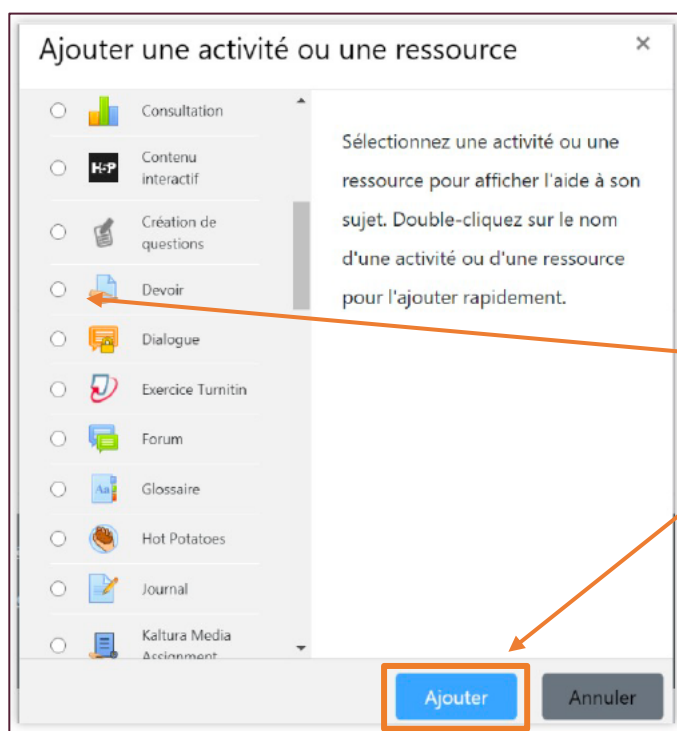 Ajouter une activité ou une ressource
×
Consultation
H-P
Contenu
interactif
Création de
questions
Devoir
Dialogue
Exercice Turnitin
Forum
Aa
Glossaire
Hot Potatoes
Journal
Kaltura Media
Assignment
Sélectionnez une activité ou une
ressource pour afficher l'aide à son
sujet. Double-cliquez sur le nom
d'une activité ou d'une ressource
pour l'ajouter rapidement.
Ajouter
Annuler